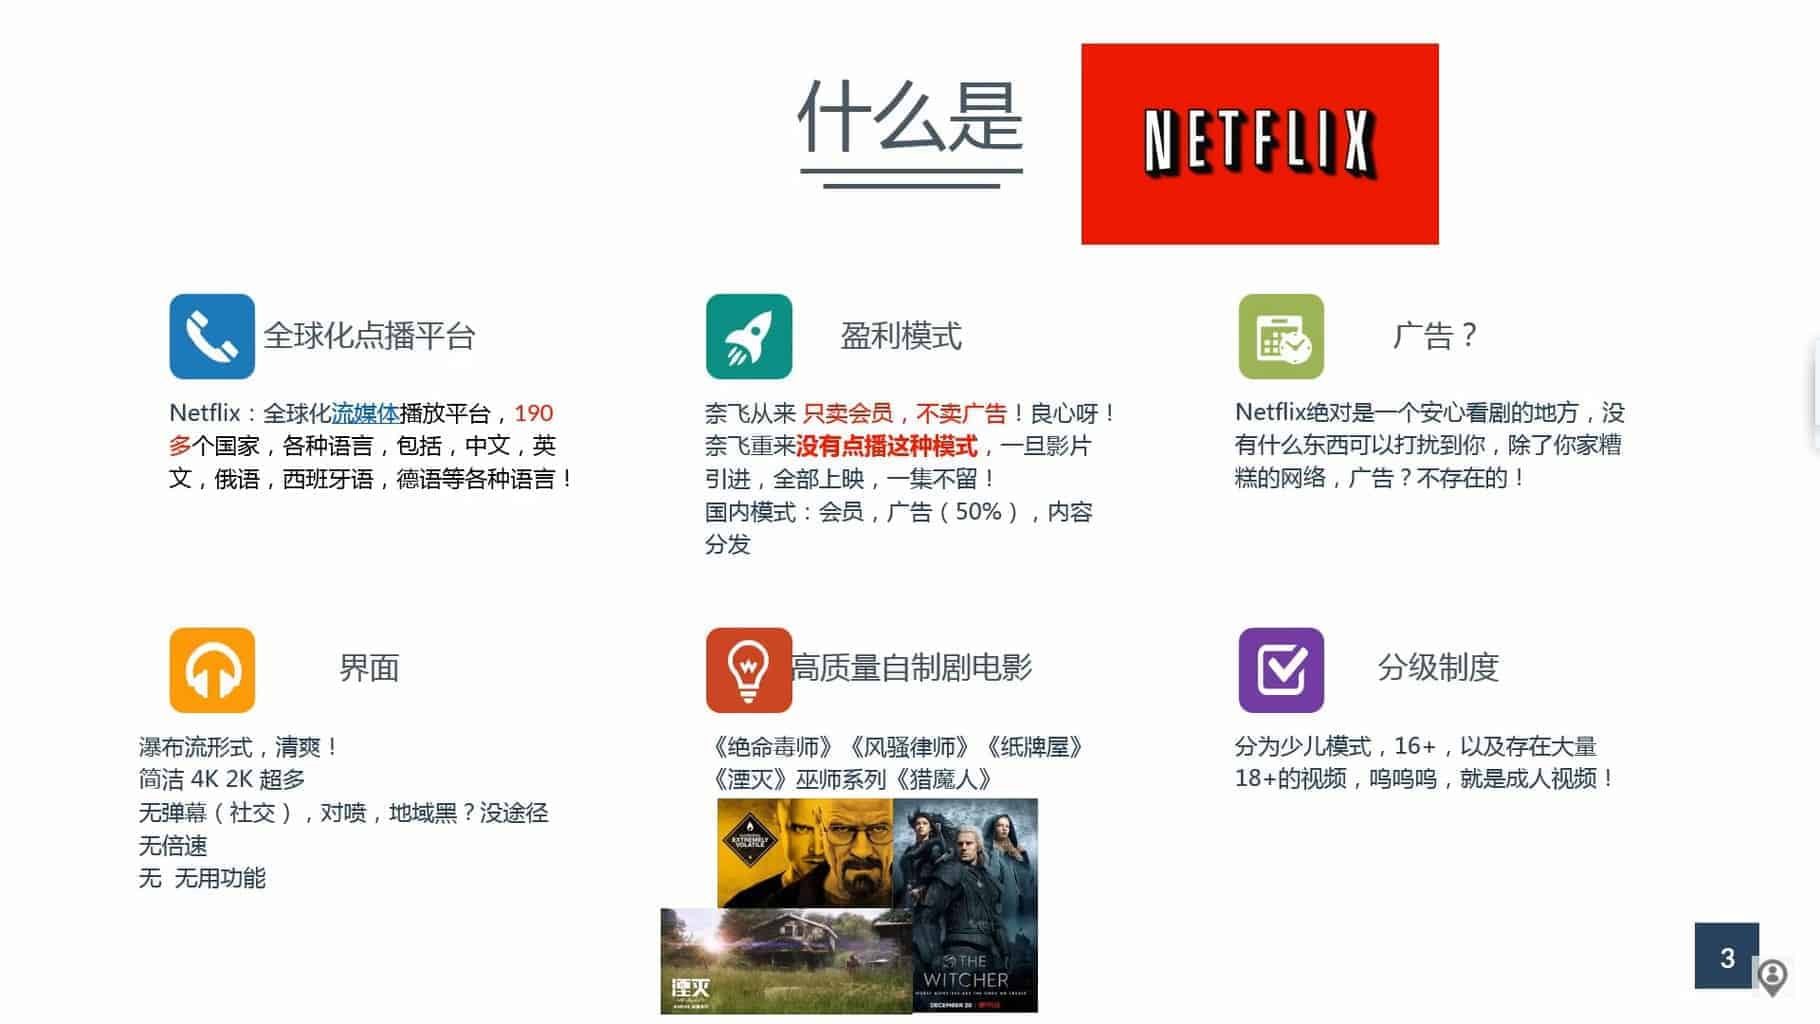 什么是
NETFLIX
全球化点播平台
Netflix：全球化流媒体播放平台，190
多个国家，各种语言，包括，中文，英
文，俄语，西班牙语，德语等各种语言！
盈利模式
奈飞从来 只卖会员，不卖广告！良心呀！
奈飞重来没有点播这种模式，一旦影片
引进，全部上映，一集不留！
国内模式：会员，广告（50%），内容
分发
广告？
Netflix绝对是一个安心看剧的地方，没
有什么东西可以打扰到你，除了你家糟
糕的网络，广告？不存在的！
界面
瀑布流形式，清爽！
简洁 4K 2K 超多
无弹幕（社交），对喷，地域黑？没途径
无倍速
无 无用功能
高质量自制剧电影
《绝命毒师》《风骚律师》《纸牌屋》
《湮灭》巫师系列《猎魔人》
EXTREMELY
VOLATILE
THE
WITCHER
DECEMBER 20
湮灭
分级制度
分为少儿模式，16+，以及存在大量
18+的视频，呜呜呜，就是成人视频！
3